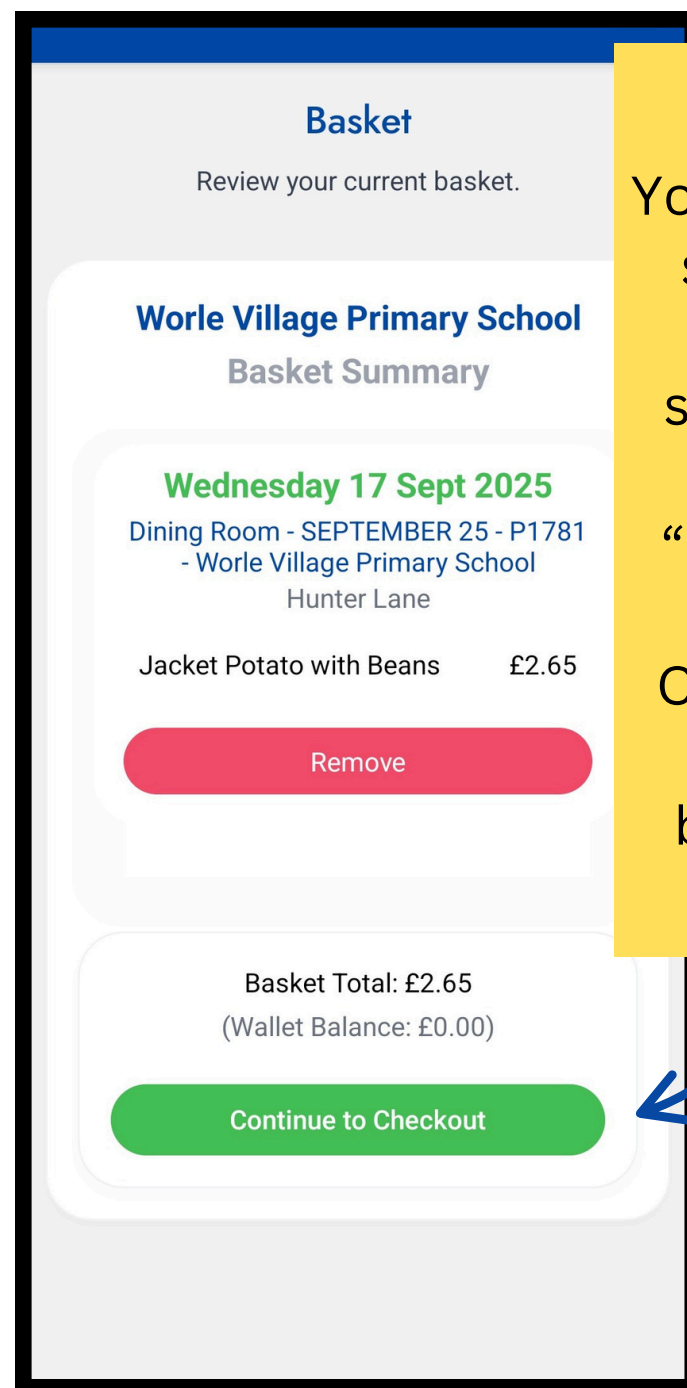 Basket
Review your current basket.
Worle Village Primary School
Basket Summary
Wednesday 17 Sept 2025
Dining Room - SEPTEMBER 25 - P1781
- Worle Village Primary School
Hunter Lane
Jacket Potato with Beans £2.65
Remove
Basket Total: £2.65
(Wallet Balance: £0.00)
Continue to Checkout